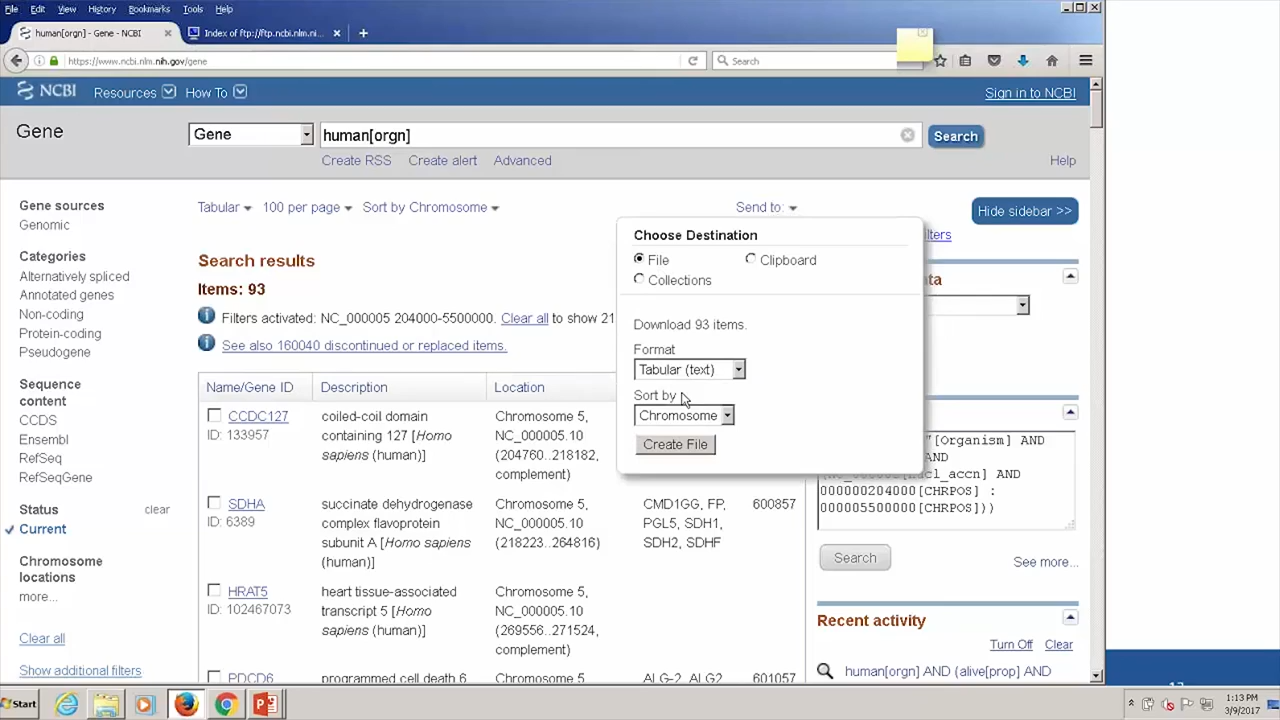 File Edit View History Bookmarks Tools Help
human[orgn] - Gene - NCBI
Index of ftp://ftp.ncbi.nlm.ni...
https://www.ncbi.nlm.nih.gov/gene
Search
NCBI Resources How To Sign in to NCBI
Gene
Gene
human[orgn]
Search
Create RSS Create alert Advanced Help
Gene sources
Genomic
Categories
Alternatively spliced
Annotated genes
Non-coding
Protein-coding
Pseudogene
Sequence
content
CCDS
Ensembl
RefSeq
RefSeqGene
Status clear
Current
Chromosome
locations
more...
Clear all
Show additional filters
Tabular 100 per page Sort by Chromosome Send to:
Search results
Items: 93
Filters activated: NC_000005 204000-5500000. Clear all to show 21
See also 160040 discontinued or replaced items.
Name/Gene ID Description Location
CCDC127
ID: 133957
coiled-coil domain
containing 127 [Homo
sapiens (human)]
Chromosome 5,
NC_000005.10
(204760..218182,
complement)
SDHA
ID: 6389
succinate dehydrogenase
complex flavoprotein
subunit A [Homo sapiens
(human)]
Chromosome 5,
NC_000005.10
(218223..264816)
CMD1GG, FP,
PGL5, SDH1,
SDH2, SDHF
600857
HRAT5
ID: 102467073
heart tissue-associated
transcript 5 [Homo
sapiens (human)]
Chromosome 5,
NC_000005.10
(269556..271524,
complement)
PDCD6
programmed cell death 6
Chromosome 5,
ALG-2, ALG2,
601057
Choose Destination
File Clipboard
Collections
Download 93 items.
Format
Tabular (text)
Sort by
Chromosome
Create File
Hide sidebar >>
ilters
ta
"[Organism] AND
AND
nucl_accn] AND
000000204000[CHRPOS] :
000005500000[CHRPOS]))
Search
See more...
Recent activity
Turn Off Clear
human[orgn] AND (alive[prop] AND
Start
1:13 PM
3/9/2017